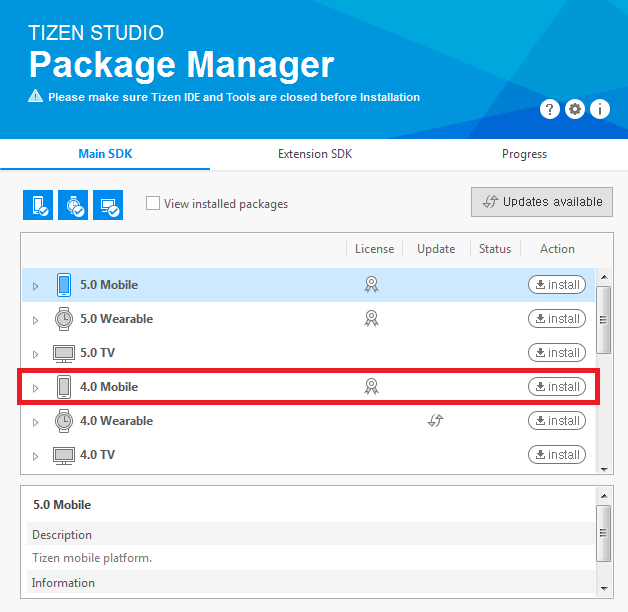 TIZEN STUDIO
Package Manager
Please make sure Tizen IDE and Tools are closed before Installation
? i
Main SDK Extension SDK Progress
View installed packages Updates available
License Update Status Action
5.0 Mobile install
5.0 Wearable install
5.0 TV install
4.0 Mobile install
4.0 Wearable install
4.0 TV install
5.0 Mobile
Description
Tizen mobile platform.
Information